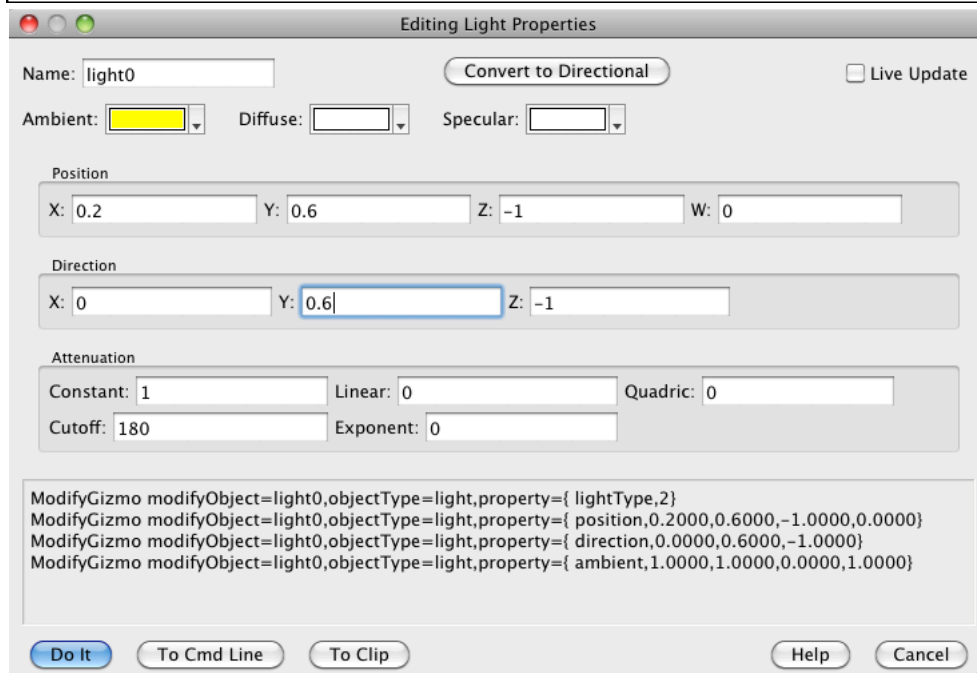 Editing Light Properties
Name: light0 Convert to Directional Live Update
Ambient: Diffuse: Specular:
Position
X: 0.2 Y: 0.6 Z: -1 W: 0
Direction
X: 0 Y: 0.6 Z: -1
Attenuation
Constant: 1 Linear: 0 Quadric: 0
Cutoff: 180 Exponent: 0
ModifyGizmo modifyObject=light0,objectType=light,property={ lightType,2}
ModifyGizmo modifyObject=light0,objectType=light,property={ position,0.2000,0.6000,-1.0000,0.0000}
ModifyGizmo modifyObject=light0,objectType=light,property={ direction,0.0000,0.6000,-1.0000}
ModifyGizmo modifyObject=light0,objectType=light,property={ ambient,1.0000,1.0000,0.0000,1.0000}
Do It To Cmd Line To Clip Help Cancel